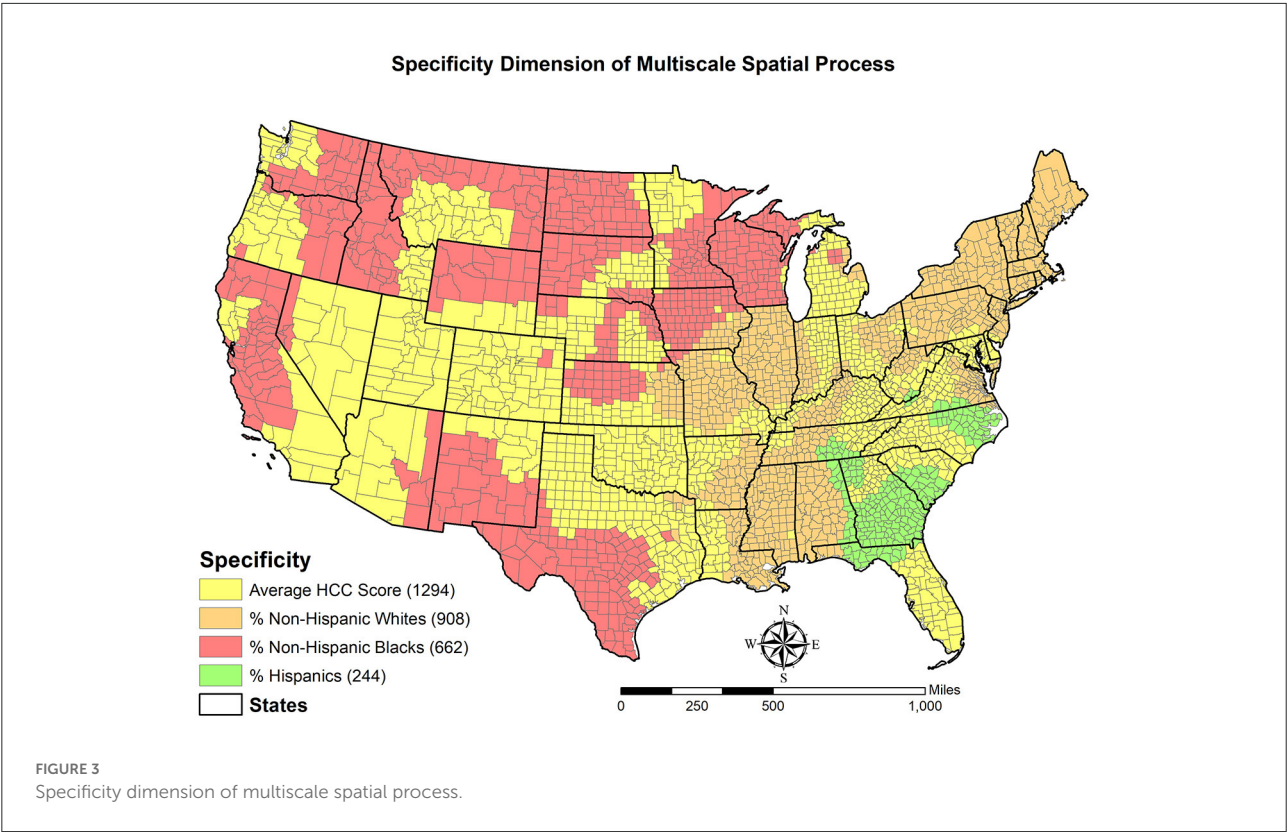 Specificity Dimension of Multiscale Spatial Process
Specificity
Average HCC Score (1294)
% Non-Hispanic Whites (908)
% Non-Hispanic Blacks (662)
% Hispanics (244)
States
N
W E
S
Miles
0 250 500 1,000
FIGURE 3
Specificity dimension of multiscale spatial process.